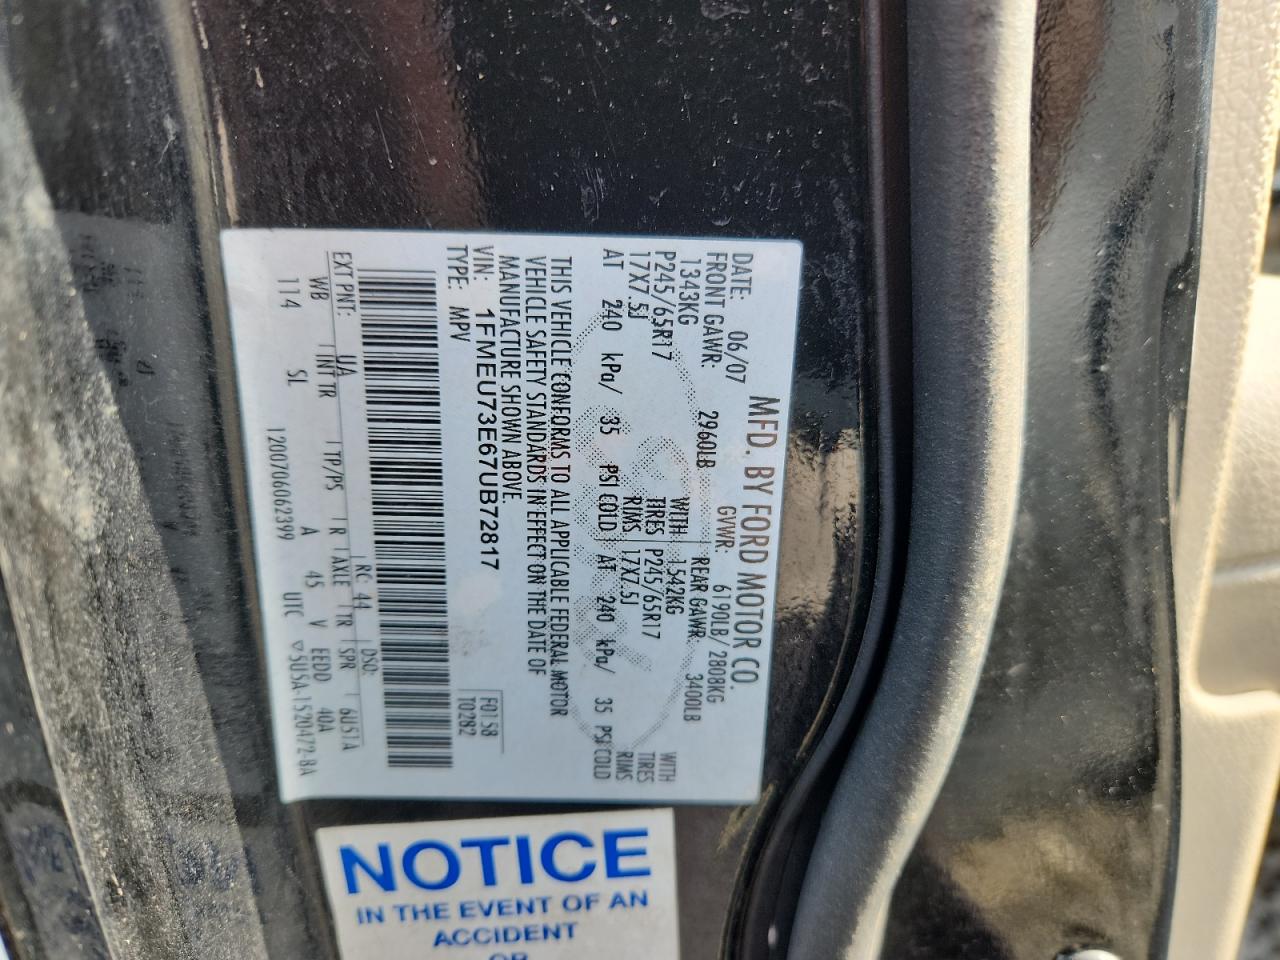 MFD. BY FORD MOTOR CO.
DATE: 06/07 GVWR: 6190LB/ 2808KG
FRONT GAWR: 2960LB REAR GAWR: 3400LB
1343KG WITH 1542KG WITH
P245/65R17 TIRES P245/65R17 TIRES
17X7.5J RIMS 17X7.5J RIMS
AT 240 kPa/ 35 PSI COLD AT 240 kPa/ 35 PSI COLD
THIS VEHICLE CONFORMS TO ALL APPLICABLE FEDERAL MOTOR
VEHICLE SAFETY STANDARDS IN EFFECT ON THE DATE OF
MANUFACTURE SHOWN ABOVE.
VIN: 1FMEU73E67UB72817
TYPE: MPV
F0158
T0282
EXT PNT: UA RC: 44 DSO:
WB INT TR TP/PS R AXLE TR SPR 6U51A
114 SL A 45 V EEDD 40A
1200706062399 UTC ▽5U5A-1520472-BA
NOTICE
IN THE EVENT OF AN
ACCIDENT
OR